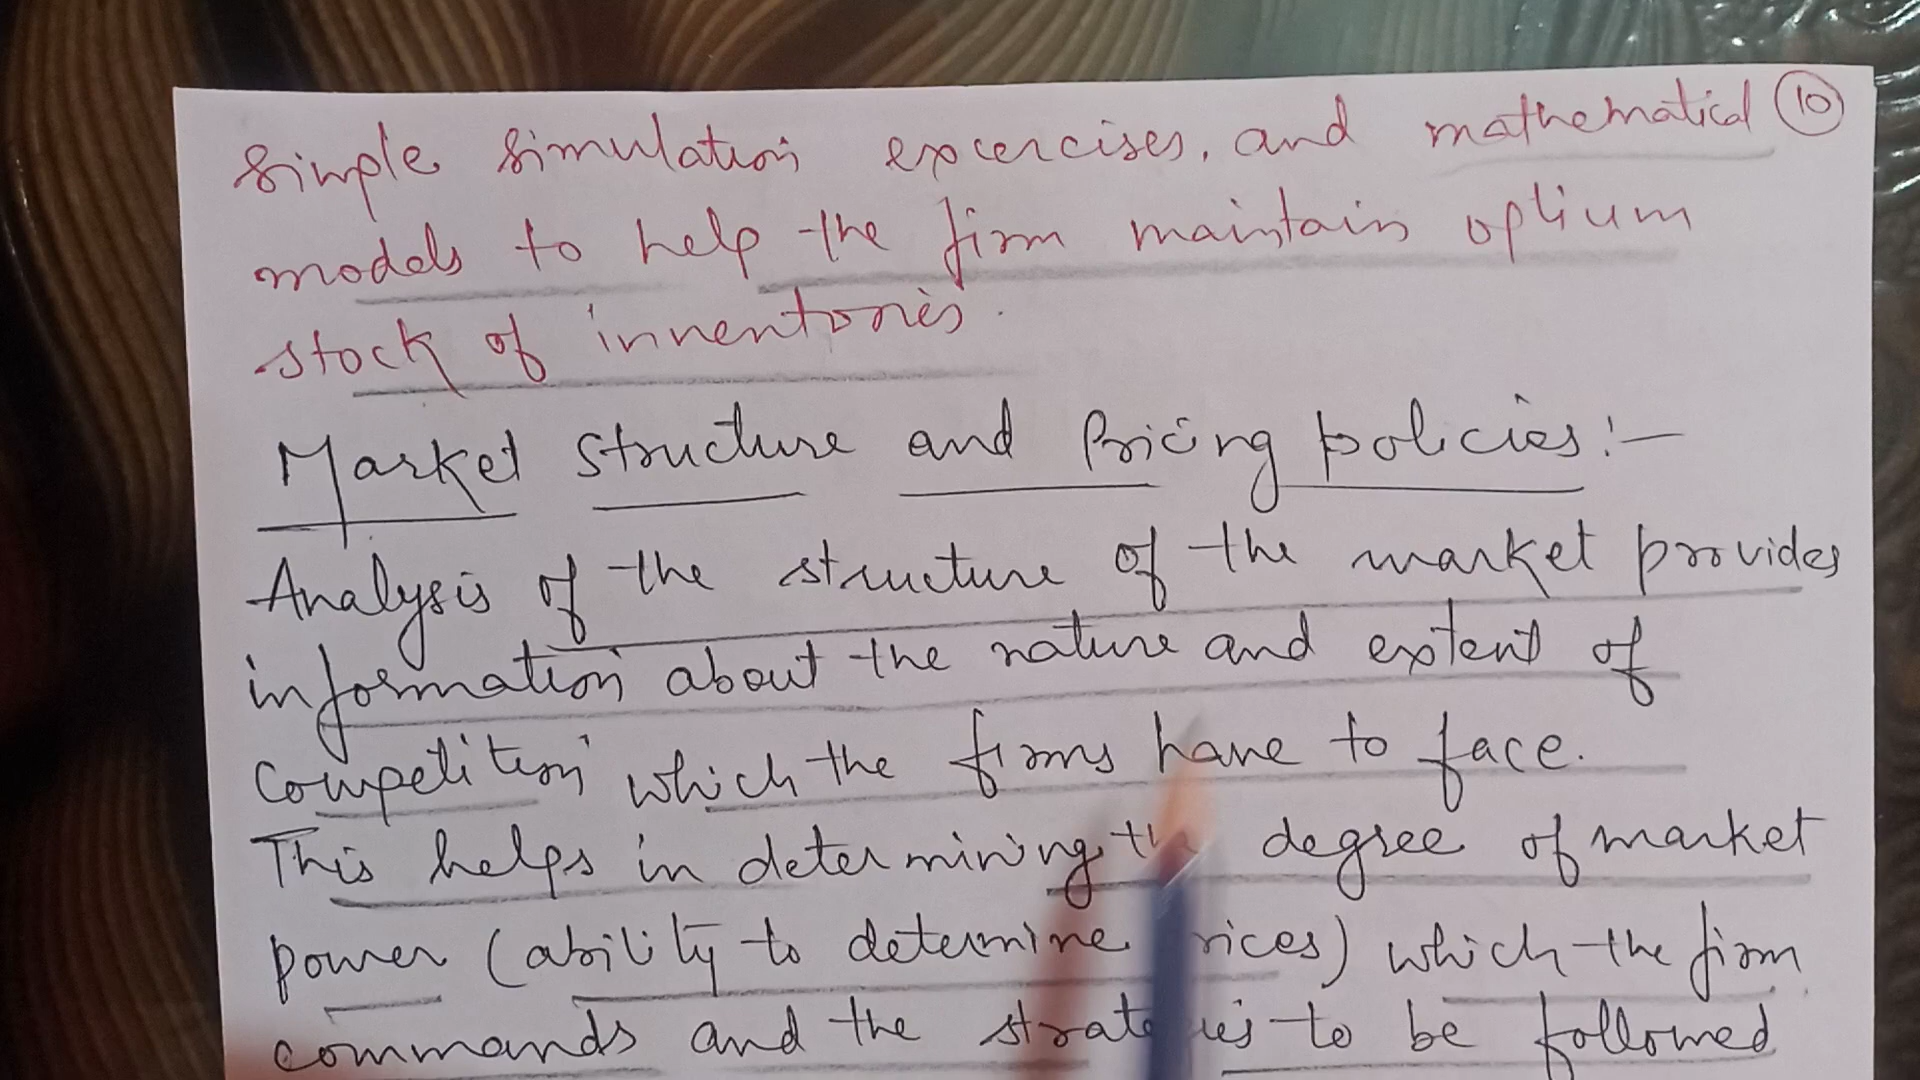 simple simulation excercises, and mathematical 10
models to help the firm maintain optium
stock of inventories.
Market structure and Pricing policies:-
Analysis of the structure of the market provides
information about the nature and extent of
competition which the firms have to face.
This helps in determining the degree of market
power (ability to determine prices) which the firm
commands and the strategies to be followed